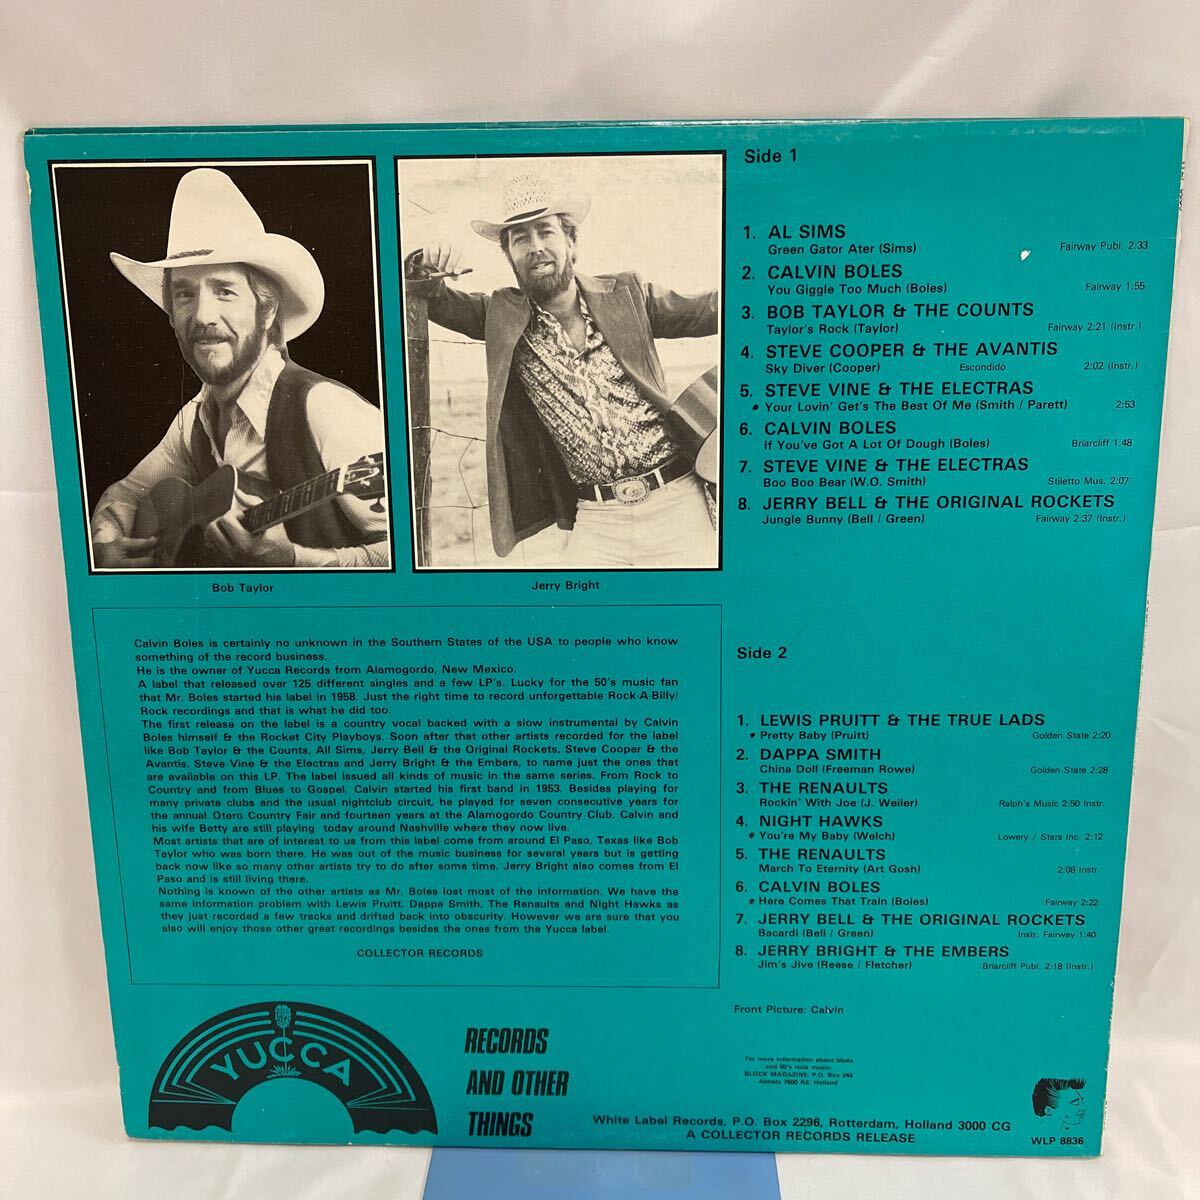 Bob Taylor
Jerry Bright
Calvin Boles is certainly no unknown in the Southern States of the USA to people who know
something of the record business.
He is the owner of Yucca Records from Alamogordo, New Mexico.
A label that released over 125 different singles and a few LP's. Lucky for the 50's music fan
that Mr. Boles started his label in 1958. Just the right time to record unforgettable Rock-A-Billy/
Rock recordings and that is what he did too.
The first release on the label is a country vocal backed with a slow instrumental by Calvin
Boles himself & the Rocket City Playboys. Soon after that other artists recorded for the label
like Bob Taylor & the Counts, All Sims, Jerry Bell & the Original Rockets, Steve Cooper & the
Avantis, Steve Vine & the Electras and Jerry Bright & the Embers, to name just the ones that
are available on this LP. The label issued all kinds of music in the same series. From Rock to
Country and from Blues to Gospel. Calvin started his first band in 1953. Besides playing for
many private clubs and the usual nightclub circuit, he played for seven consecutive years for
the annual Otero Country Fair and fourteen years at the Alamogordo Country Club. Calvin and
his wife Betty are still playing today around Nashville where they now live.
Most artists that are of interest to us from this label come from around El Paso, Texas like Bob
Taylor who was born there. He was out of the music business for several years but is getting
back now like so many other artists try to do after some time. Jerry Bright also comes from El
Paso and is still living there.
Nothing is known of the other artists as Mr. Boles lost most of the information. We have the
same information problem with Lewis Pruitt, Dappa Smith, The Renaults and Night Hawks as
they just recorded a few tracks and drifted back into obscurity. However we are sure that you
also will enjoy those other great recordings besides the ones from the Yucca label.
COLLECTOR RECORDS
YUCCA
RECORDS
AND OTHER
THINGS
Side 1
1. AL SIMS
Green Gator Ater (Sims) Fairway Publ. 2:33
2. CALVIN BOLES
You Giggle Too Much (Boles) Fairway 1:55
3. BOB TAYLOR & THE COUNTS
Taylor's Rock (Taylor) Fairway 2:21 (Instr.)
4. STEVE COOPER & THE AVANTIS
Sky Diver (Cooper) Escondido 2:02 (Instr.)
5. STEVE VINE & THE ELECTRAS
• Your Lovin' Get's The Best Of Me (Smith / Parett) 2:53
6. CALVIN BOLES
If You've Got A Lot Of Dough (Boles) Briarcliff 1:48
7. STEVE VINE & THE ELECTRAS
Boo Boo Bear (W.O. Smith) Stiletto Mus. 2:07
8. JERRY BELL & THE ORIGINAL ROCKETS
Jungle Bunny (Bell / Green) Fairway 2:37 (Instr.)
Side 2
1. LEWIS PRUITT & THE TRUE LADS
• Pretty Baby (Pruitt) Golden State 2:20
2. DAPPA SMITH
China Doll (Freeman Rowe) Golden State 2:28
3. THE RENAULTS
Rockin' With Joe (J. Weiler) Ralph's Music 2:50 Instr.
4. NIGHT HAWKS
• You're My Baby (Welch) Lowery / Stars Inc. 2:12
5. THE RENAULTS
March To Eternity (Art Gosh) 2:08 Instr.
6. CALVIN BOLES
• Here Comes That Train (Boles) Fairway 2:22
7. JERRY BELL & THE ORIGINAL ROCKETS
Bacardi (Bell / Green) Instr. Fairway 1:40
8. JERRY BRIGHT & THE EMBERS
Jim's Jive (Reese / Fletcher) Briarcliff Publ. 2:18 (Instr.)
Front Picture: Calvin
For more information about blues
and 50's rock music:
BLOCK MAGAZINE, P.O. Box 244
Almelo 7600 AE, Holland
White Label Records, P.O. Box 2296, Rotterdam, Holland 3000 CG
A COLLECTOR RECORDS RELEASE
WLP 8836